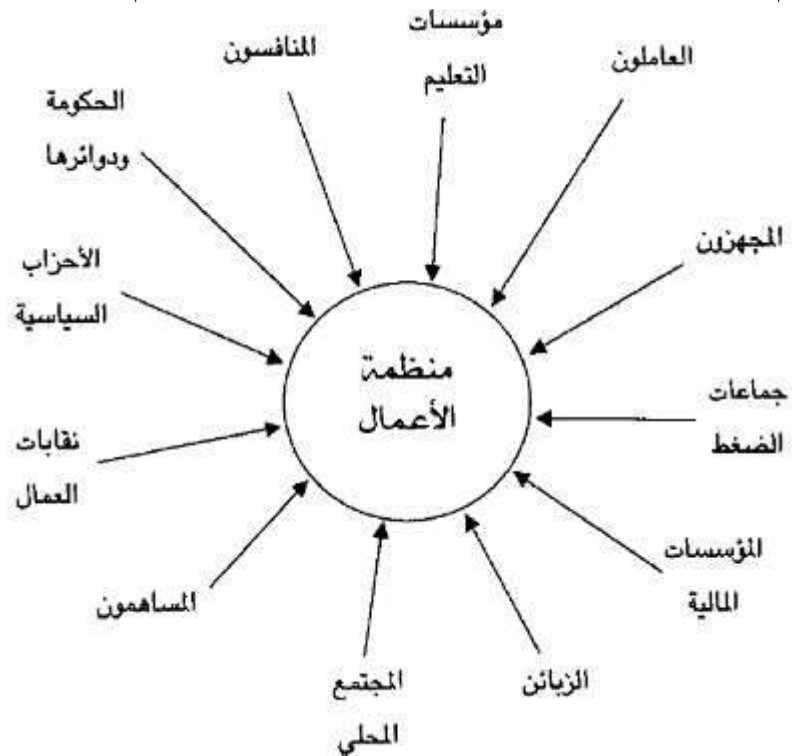 مؤسسات
التعليم
العاملون
المجهزون
جماعات
الضغط
المؤسسات
المالية
الزبائن
المجتمع
المحلي
المساهمون
نقابات
العمال
الأحزاب
السياسية
الحكومة
ودوائرها
المنافسون
منظمة
الأعمال